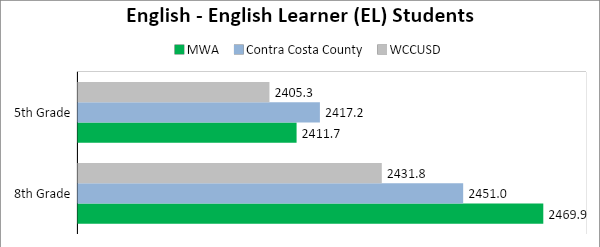 English - English Learner (EL) Students
MWA Contra Costa County WCCUSD
5th Grade
2405.3
2417.2
2411.7
8th Grade
2431.8
2451.0
2469.9